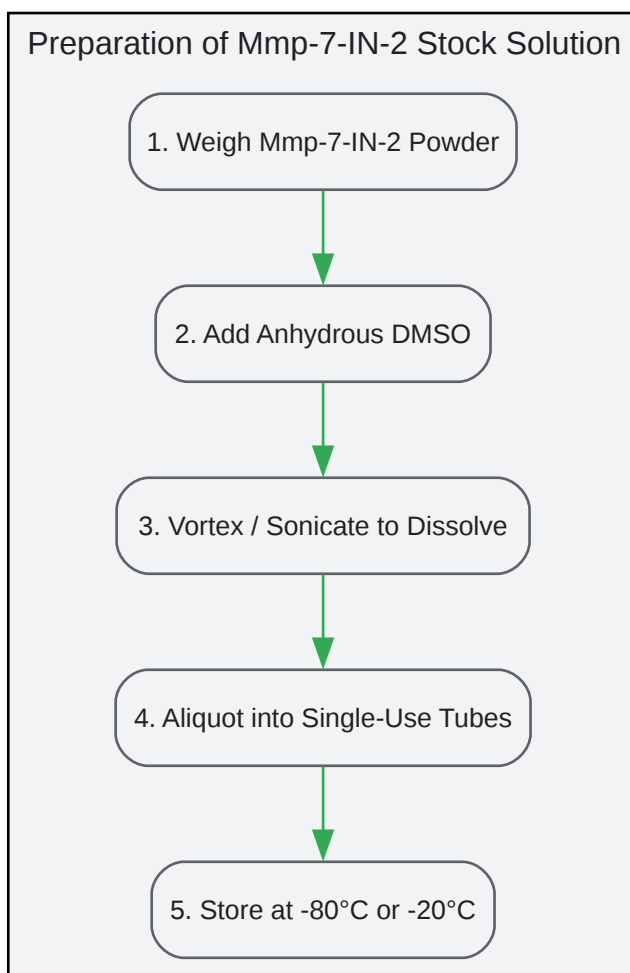 Preparation of Mmp-7-IN-2 Stock Solution
1. Weigh Mmp-7-IN-2 Powder
2. Add Anhydrous DMSO
3. Vortex / Sonicate to Dissolve
4. Aliquot into Single-Use Tubes
5. Store at -80°C or -20°C